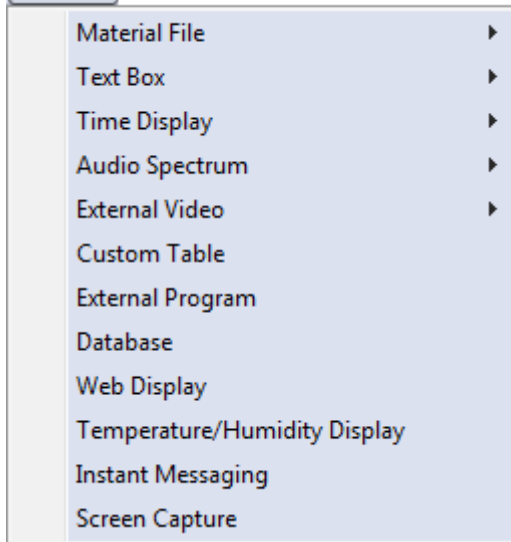 Material File
Text Box
Time Display
Audio Spectrum
External Video
Custom Table
External Program
Database
Web Display
Temperature/Humidity Display
Instant Messaging
Screen Capture